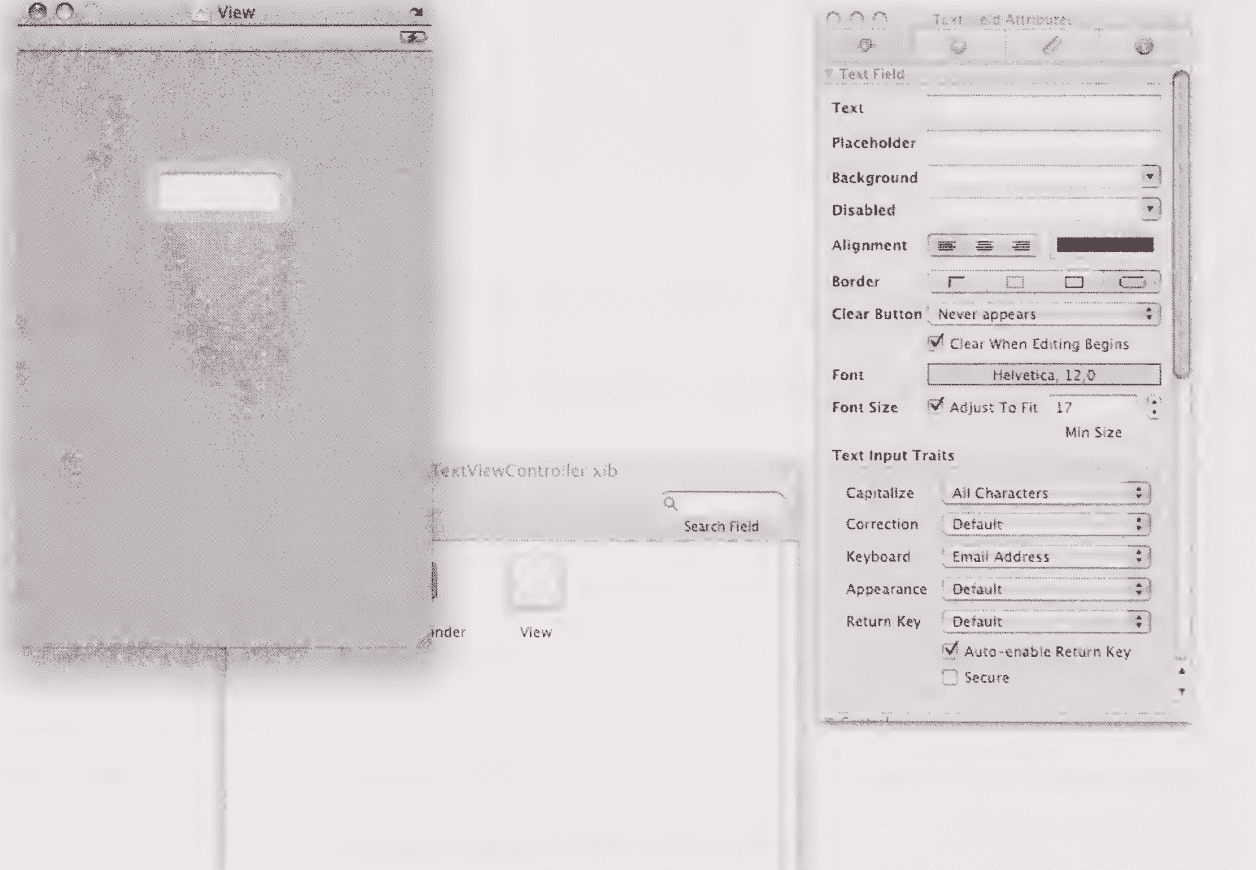 View
TextViewController.xib
Search Field
View
Text Field
Text
Placeholder
Background
Disabled
Alignment
Border
Clear Button Never appears
Clear When Editing Begins
Font Helvetica, 12.0
Font Size Adjust To Fit 17
Min Size
Text Input Traits
Capitalize All Characters
Correction Default
Keyboard Email Address
Appearance Default
Return Key Default
Auto-enable Return Key
Secure